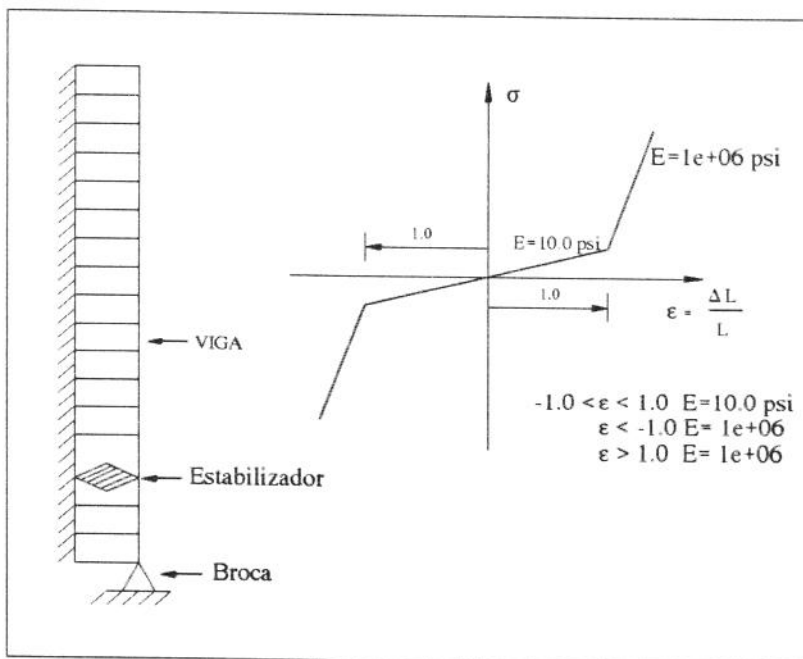 σ
E=1e+06 psi
1.0
E=10.0 psi
1.0
ε = ΔL
L
VIGA
-1.0 < ε < 1.0 E=10.0 psi
ε < -1.0 E= 1e+06
ε > 1.0 E= 1e+06
Estabilizador
Broca